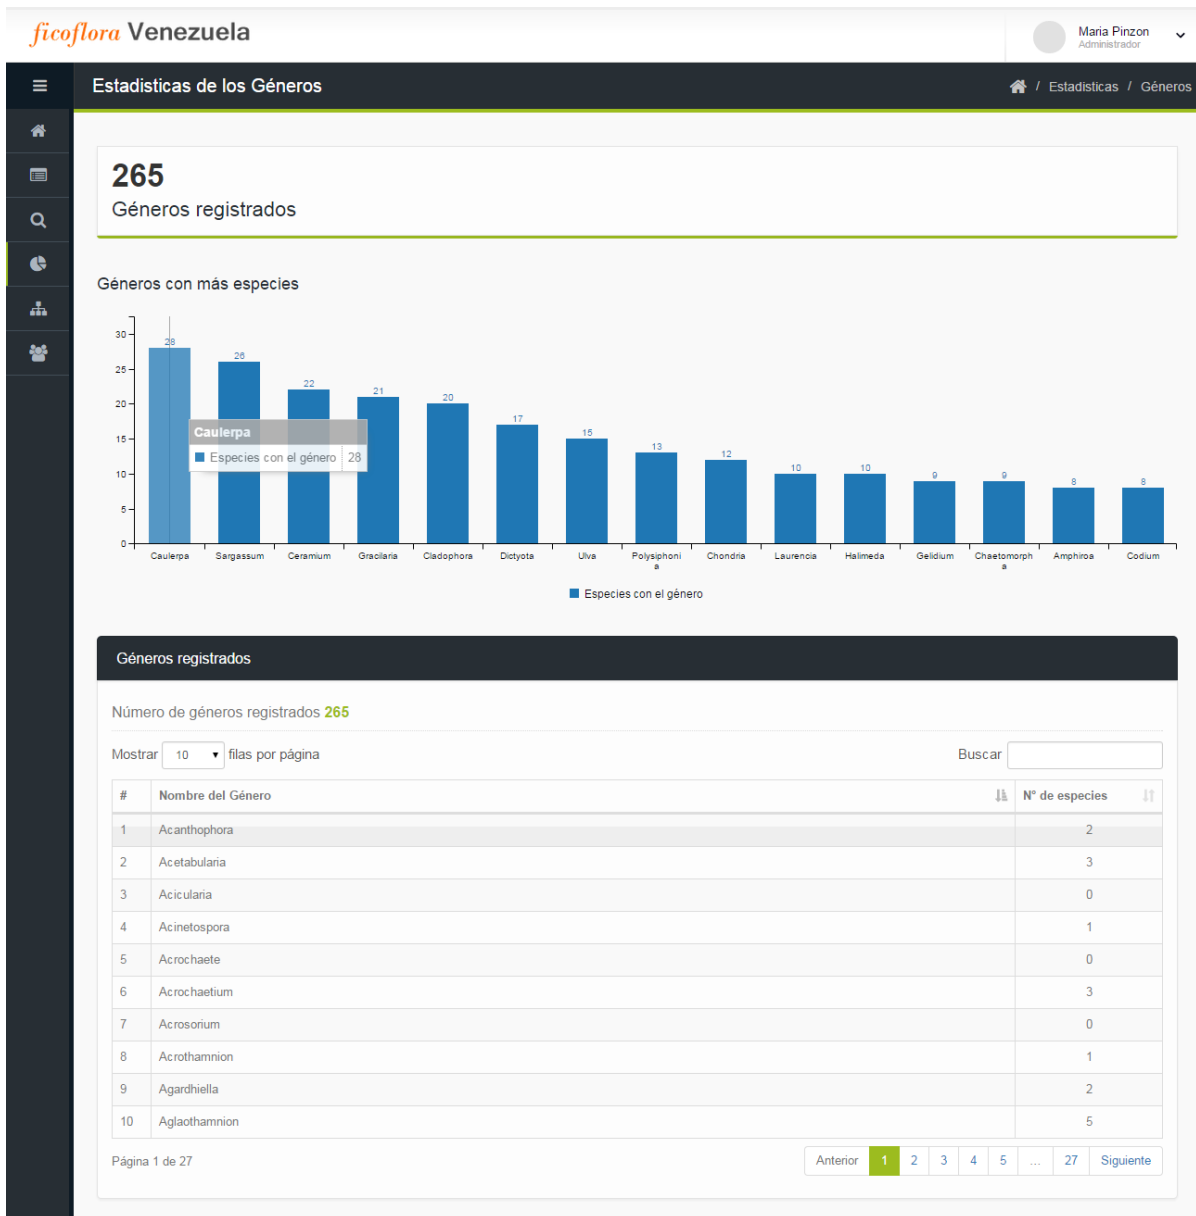 ficoflora Venezuela
Maria Pinzon
Administrador
Estadisticas de los Géneros
/ Estadisticas / Géneros
265
Géneros registrados
Géneros con más especies
30
25
20
15
10
5
0
28
26
22
21
20
17
15
13
12
10
10
9
9
8
8
Caulerpa
Especies con el género 28
Caulerpa Sargassum Ceramium Gracilaria Cladophora Dictyota Ulva Polysiphoni Chondria Laurencia Halimeda Gelidium Chaetomorph Amphiroa Codium
a a
Especies con el género
Géneros registrados
Número de géneros registrados 265
Mostrar 10 filas por página Buscar
# Nombre del Género N° de especies
1 Acanthophora 2
2 Acetabularia 3
3 Acicularia 0
4 Acinetospora 1
5 Acrochaete 0
6 Acrochaetium 3
7 Acrosorium 0
8 Acrothamnion 1
9 Agardhiella 2
10 Aglaothamnion 5
Página 1 de 27
Anterior 1 2 3 4 5 ... 27 Siguiente